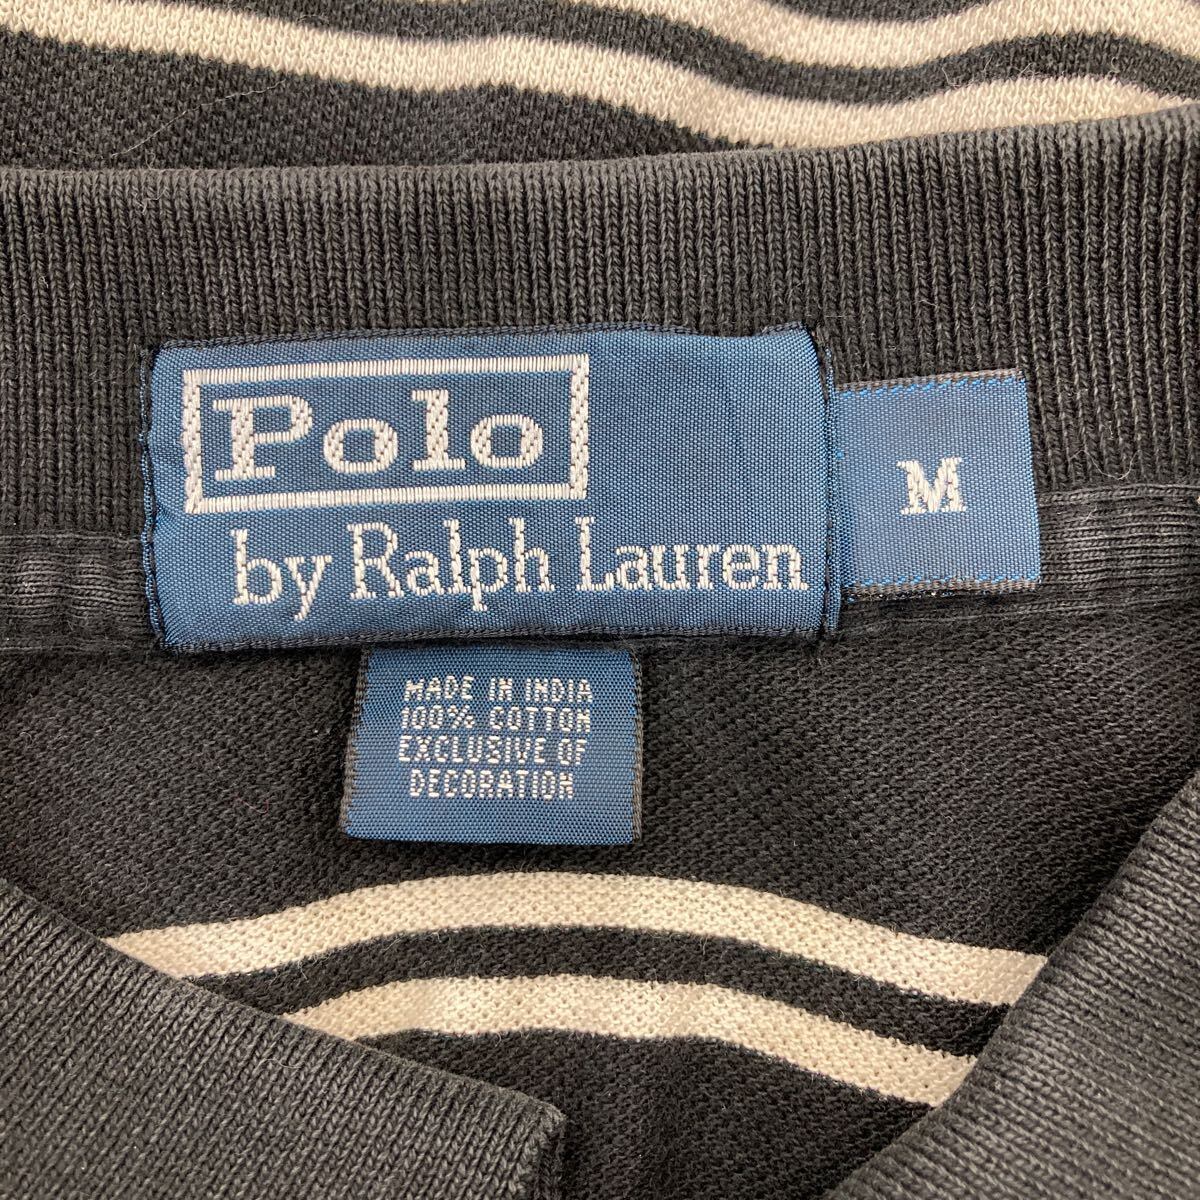 Polo
by Ralph Lauren
M
MADE IN INDIA
100% COTTON
EXCLUSIVE OF
DECORATION